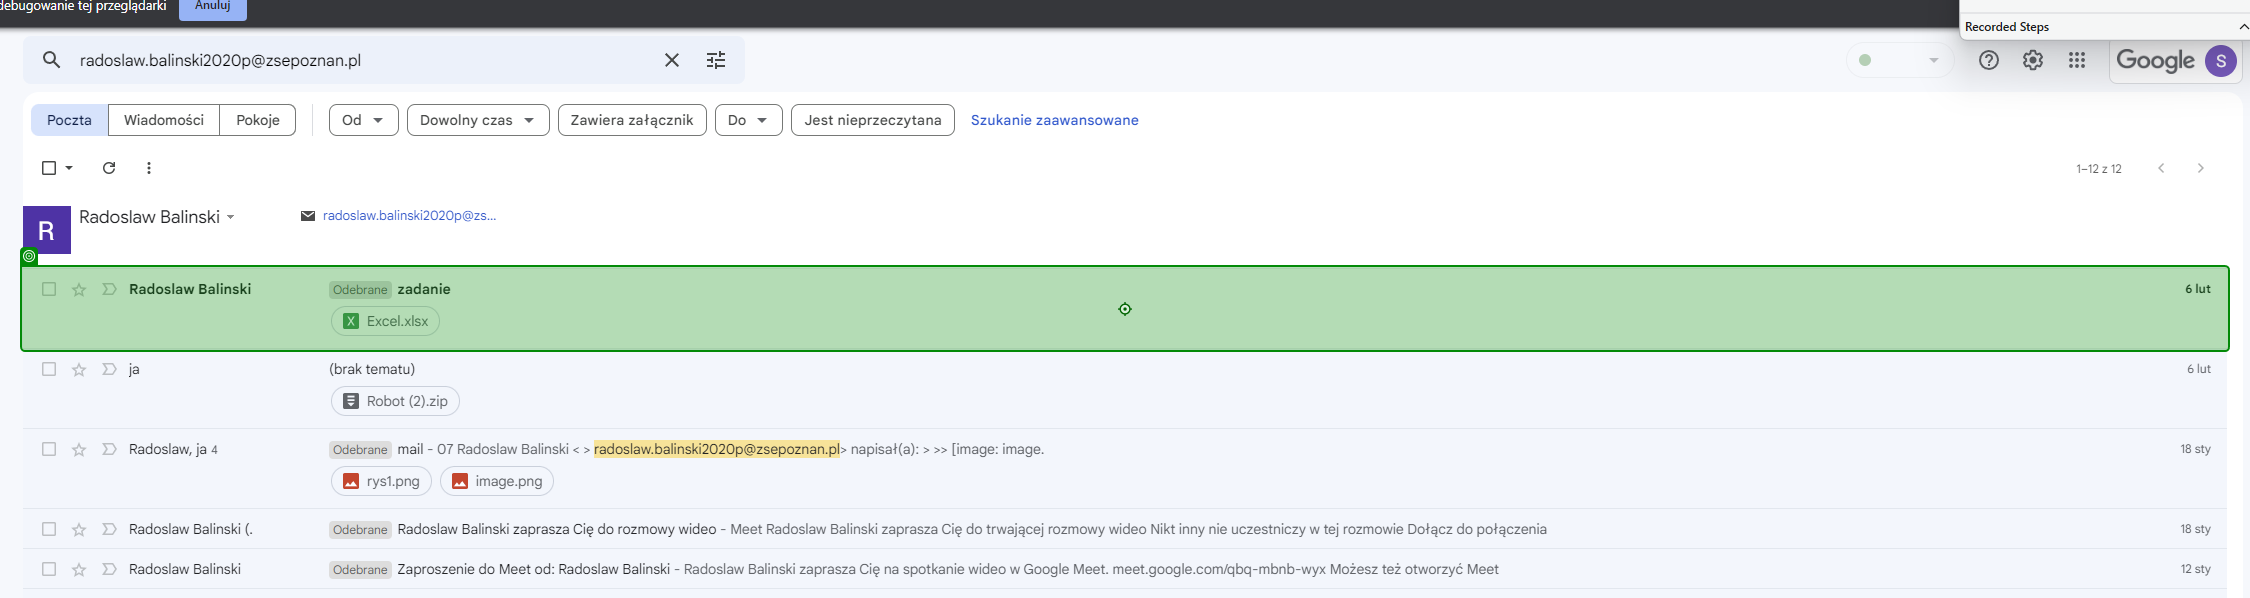 debugowanie tej przeglądarki Anuluj
Recorded Steps
radoslaw.balinski2020p@zsepoznan.pl
Google S
Poczta Wiadomości Pokoje Od Dowolny czas Zawiera załącznik Do Jest nieprzeczytana Szukanie zaawansowane
1–12 z 12
R Radoslaw Balinski radoslaw.balinski2020p@zs...
Radoslaw Balinski Odebrane zadanie 6 lut
X Excel.xlsx
ja (brak tematu) 6 lut
Robot (2).zip
Radoslaw, ja 4 Odebrane mail - 07 Radoslaw Balinski < > radoslaw.balinski2020p@zsepoznan.pl> napisał(a): > >> [image: image. 18 sty
rys1.png image.png
Radoslaw Balinski (. Odebrane Radoslaw Balinski zaprasza Cię do rozmowy wideo - Meet Radoslaw Balinski zaprasza Cię do trwającej rozmowy wideo Nikt inny nie uczestniczy w tej rozmowie Dołącz do połączenia 18 sty
Radoslaw Balinski Odebrane Zaproszenie do Meet od: Radoslaw Balinski - Radoslaw Balinski zaprasza Cię na spotkanie wideo w Google Meet. meet.google.com/qbq-mbnb-wyx Możesz też otworzyć Meet 12 sty